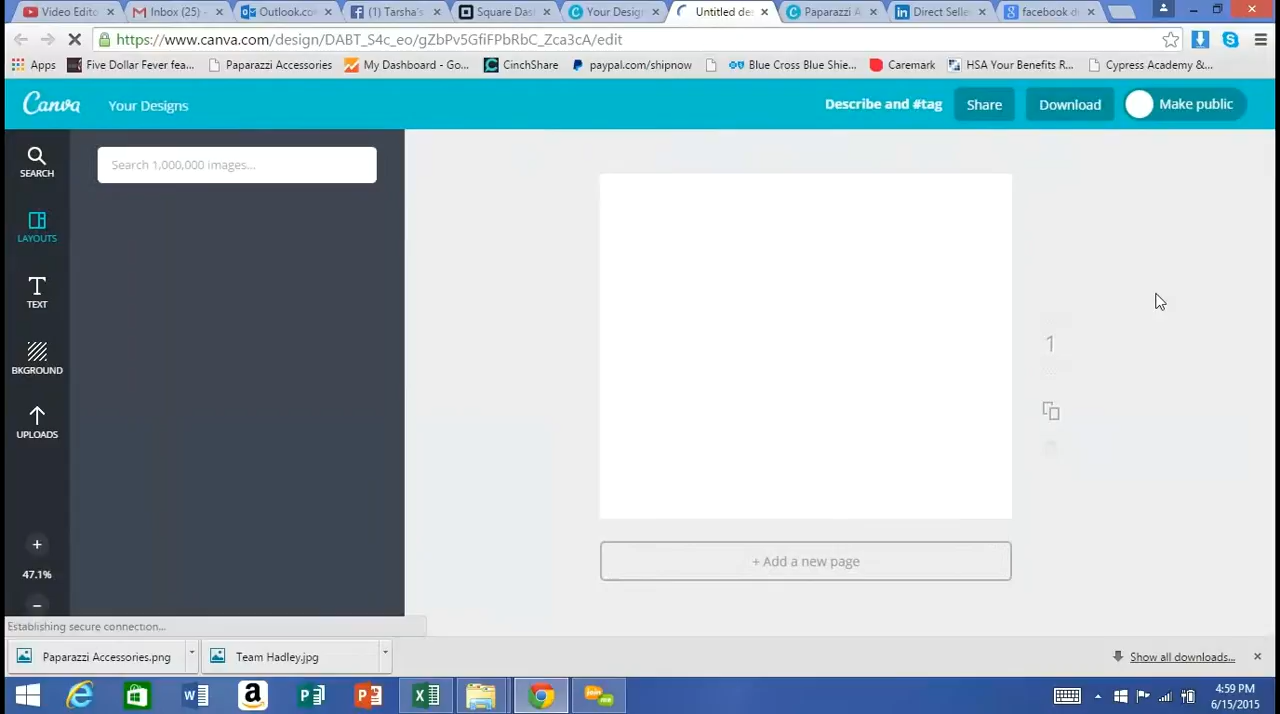 Video Edito
Inbox (25) -
Outlook.co
(1) Tarsha's
Square Das
Your Desig
Untitled de
Paparazzi A
Direct Selle
facebook d
https://www.canva.com/design/DABT_S4c_eo/gZbPv5GfiFPbRbC_Zca3cA/edit
Apps
Five Dollar Fever fea...
Paparazzi Accessories
My Dashboard - Go...
CinchShare
paypal.com/shipnow
Blue Cross Blue Shie...
Caremark
HSA Your Benefits R...
Cypress Academy &...
Canva
Your Designs
Describe and #tag
Share
Download
Make public
SEARCH
Search 1,000,000 images...
LAYOUTS
TEXT
BKGROUND
UPLOADS
1
+
47.1%
−
+ Add a new page
Establishing secure connection...
Paparazzi Accessories.png
Team Hadley.jpg
Show all downloads...
4:59 PM
6/15/2015